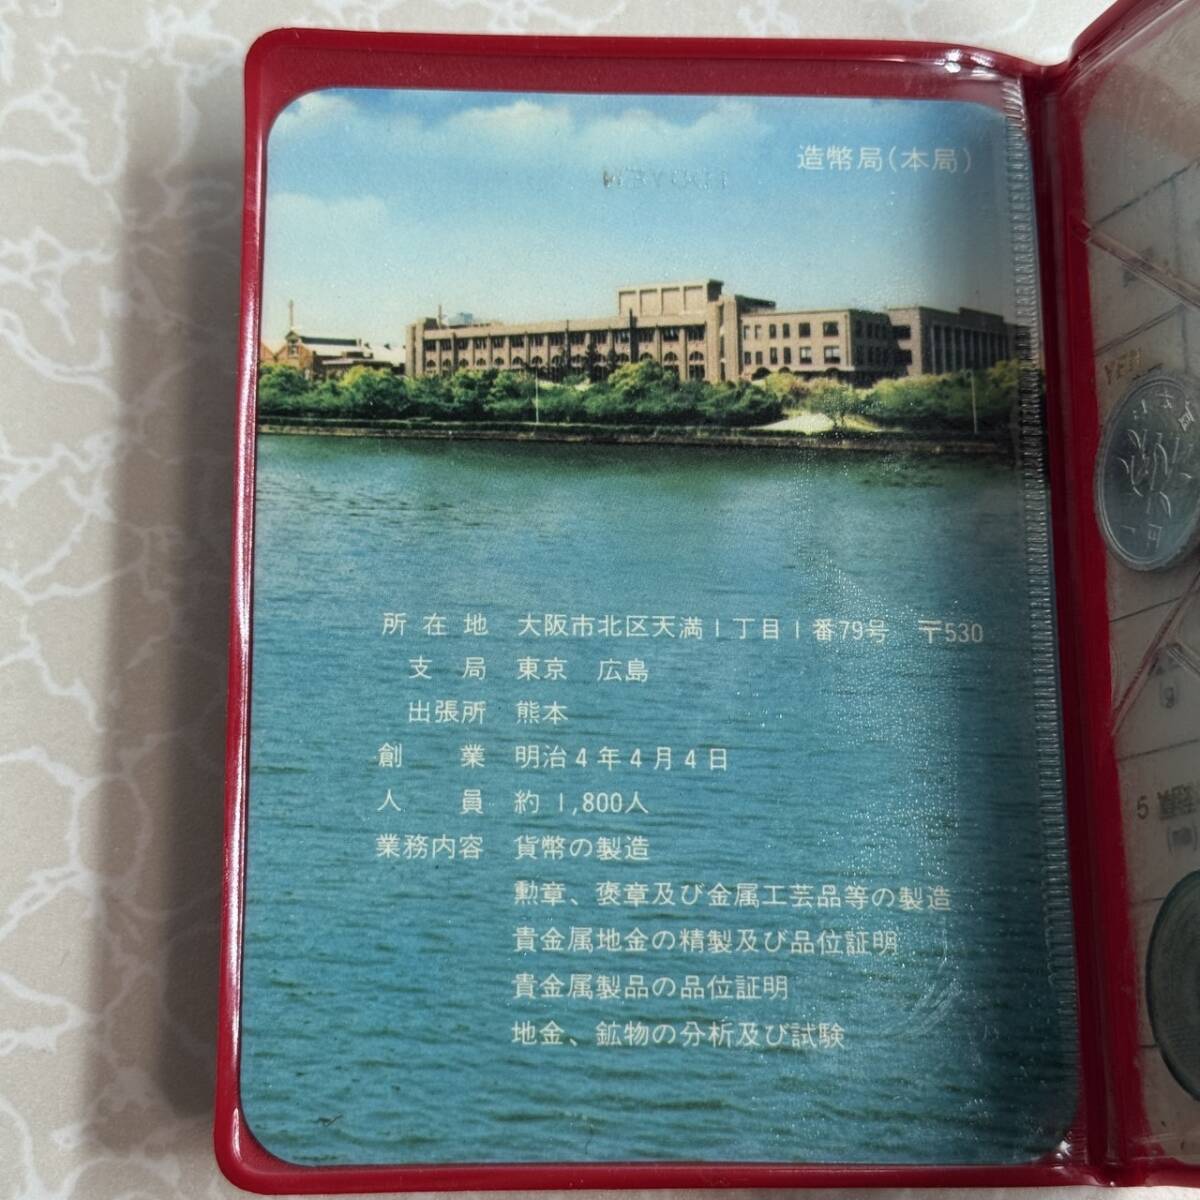 造幣局(本局)
100YEN
所在地 大阪市北区天満1丁目1番79号 〒530
支局 東京 広島
出張所 熊本
創業 明治4年4月4日
人員 約1,800人
業務内容 貨幣の製造
勲章、褒章及び金属工芸品等の製造
貴金属地金の精製及び品位証明
貴金属製品の品位証明
地金、鉱物の分析及び試験
YEN
5